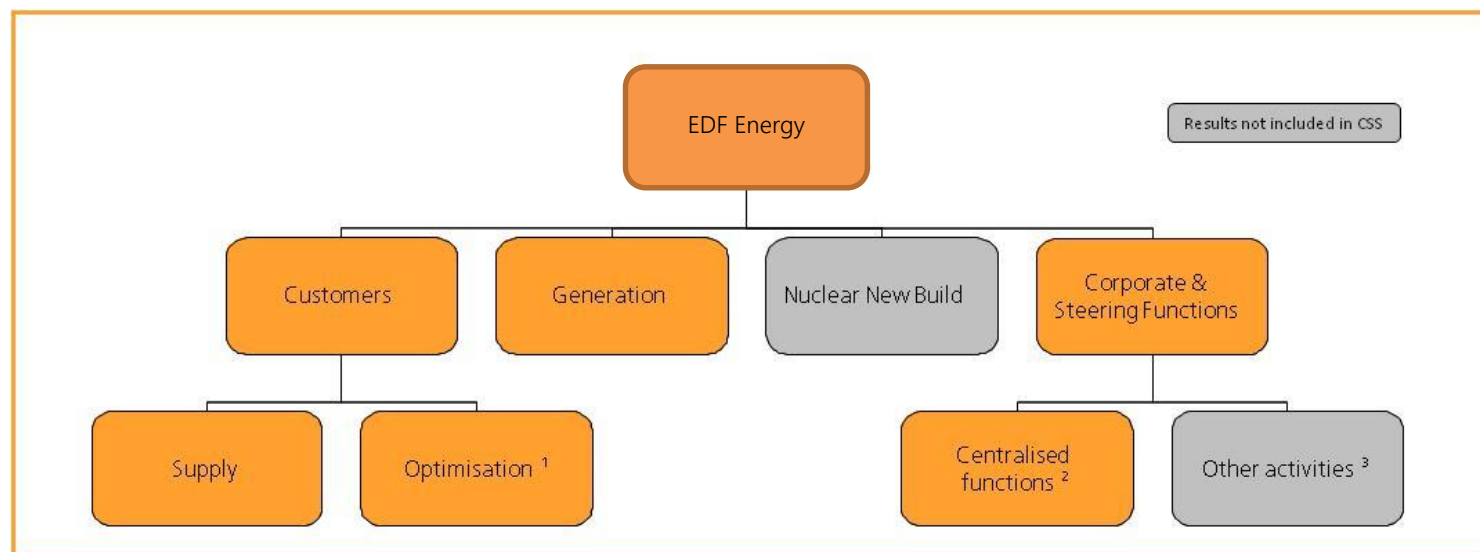 EDF Energy
Results not included in CSS
Customers
Generation
Nuclear New Build
Corporate &
Steering Functions
Supply
Optimisation ¹
Centralised
functions ²
Other activities ³